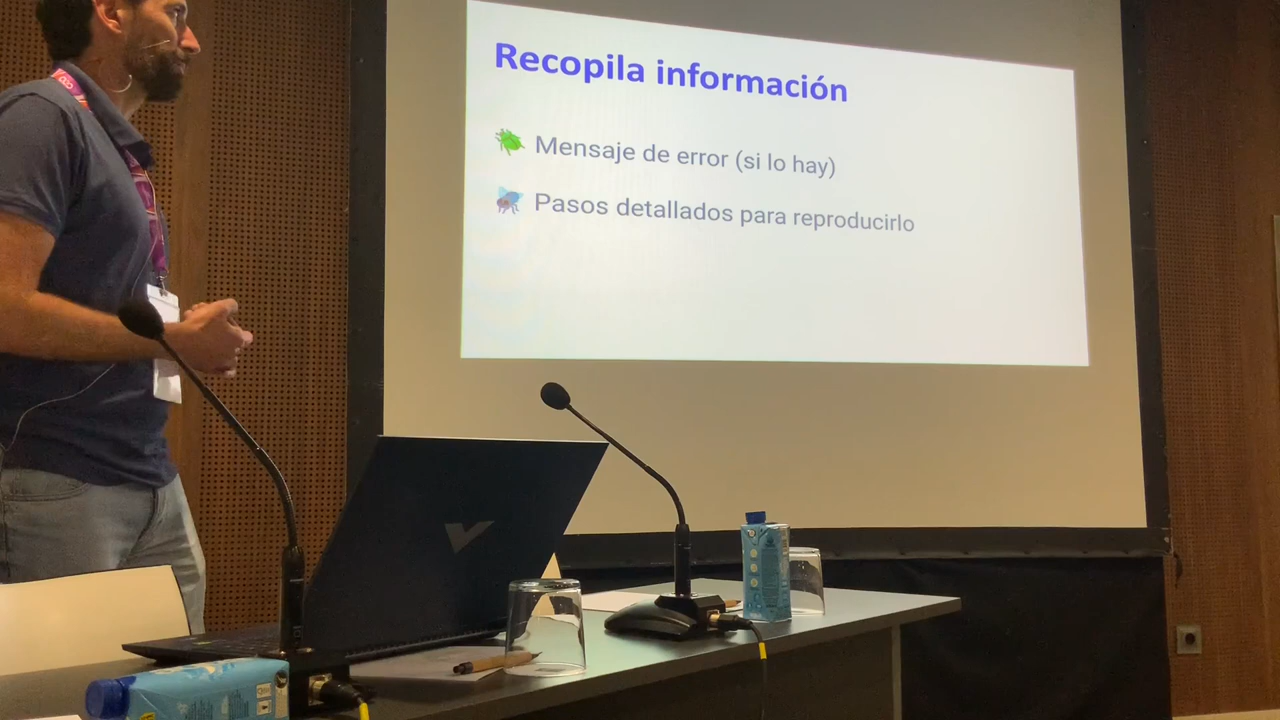 Recopila información
Mensaje de error (si lo hay)
Pasos detallados para reproducirlo